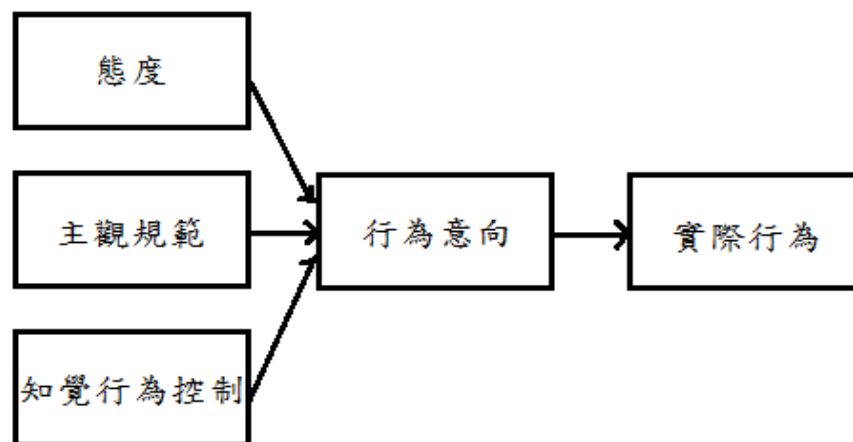 態度
主觀規範
行為意向
實際行為
知覺行為控制